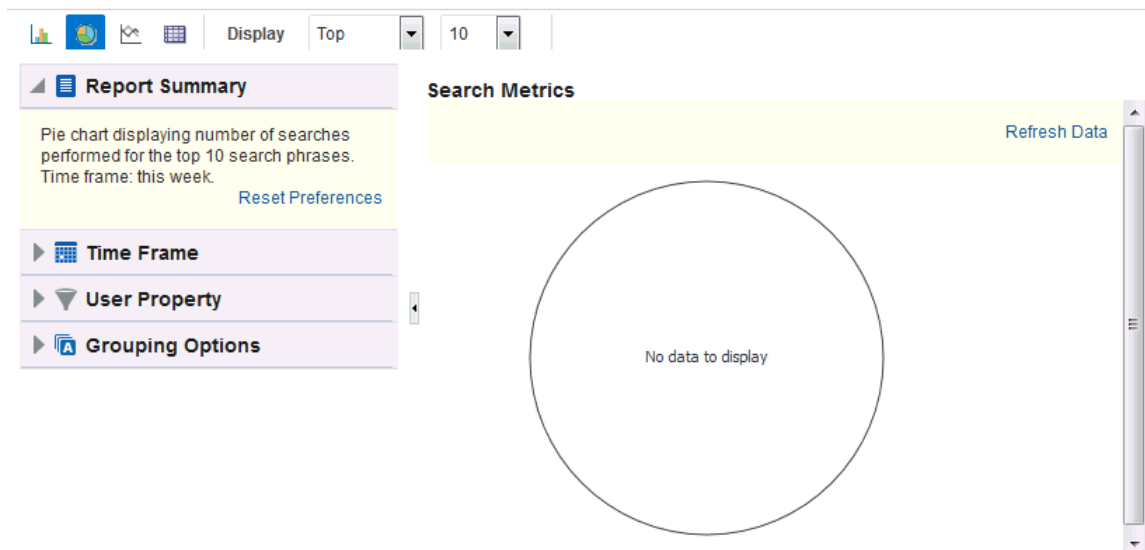 Display Top 10
Report Summary
Pie chart displaying number of searches
performed for the top 10 search phrases.
Time frame: this week.
Reset Preferences
Time Frame
User Property
A Grouping Options
Search Metrics
Refresh Data
No data to display